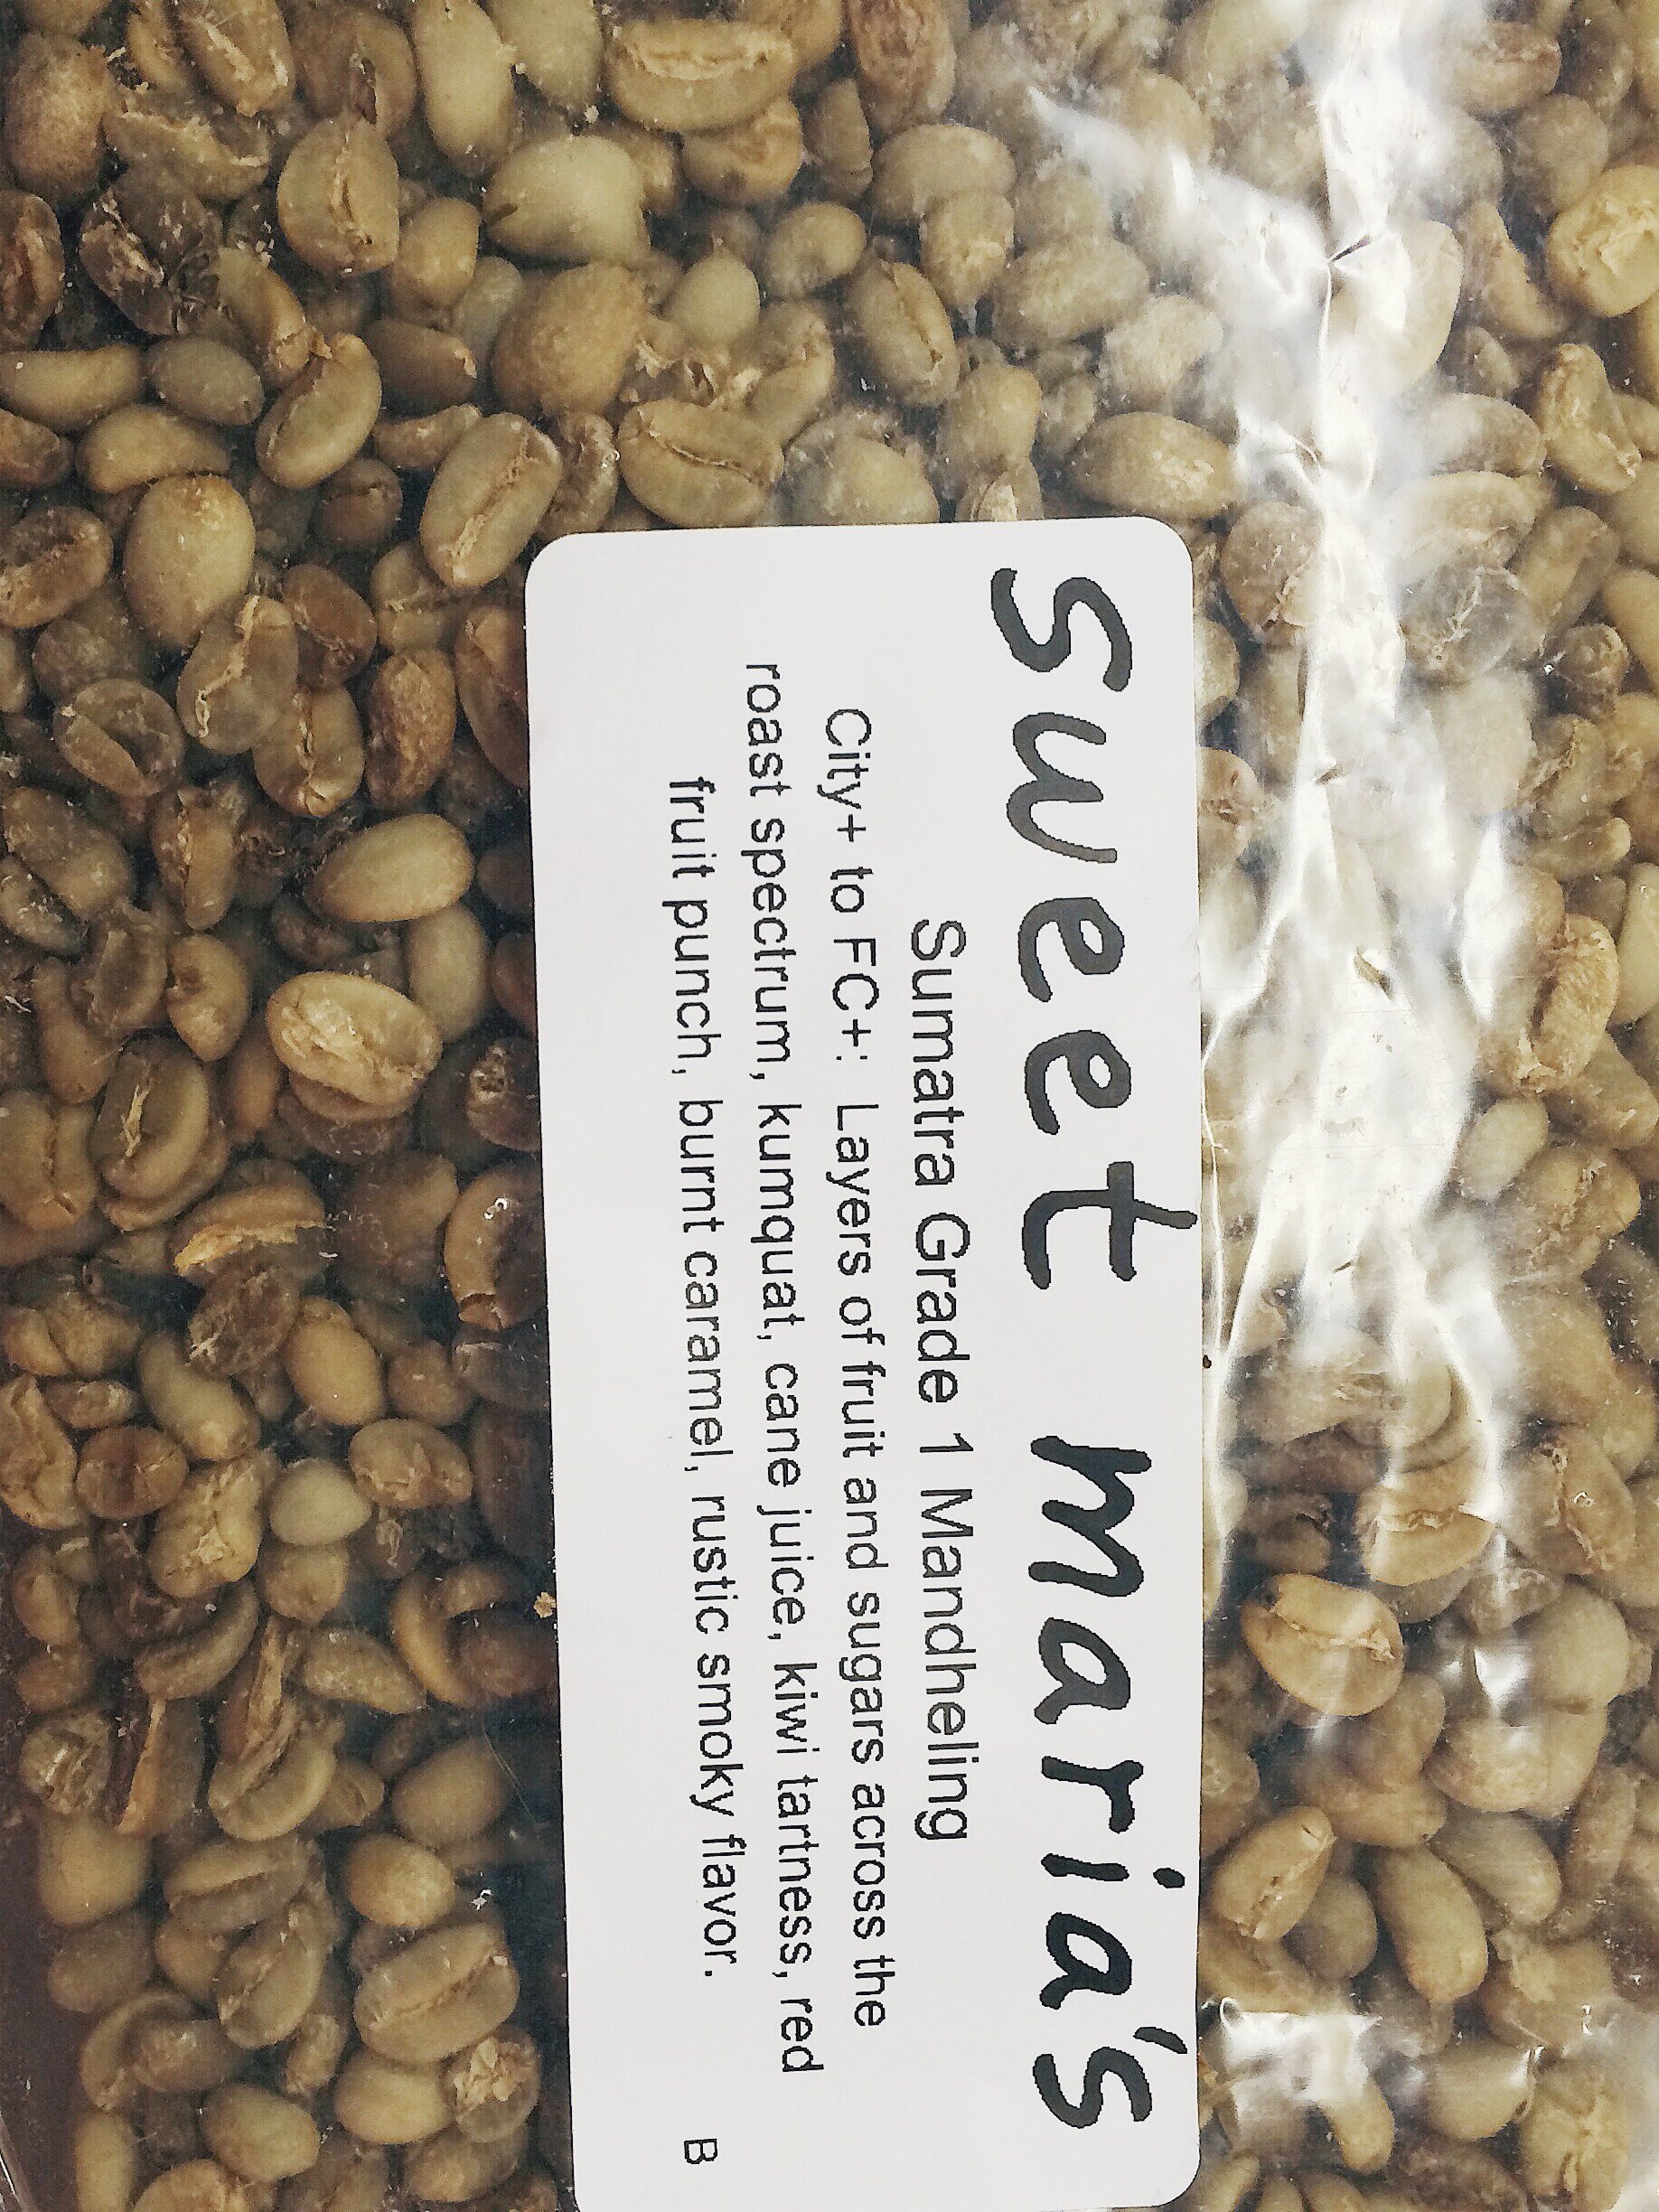 sweet maria's
Sumatra Grade 1 Mandheling
City+ to FC+: Layers of fruit and sugars across the
roast spectrum, kumquat, cane juice, kiwi tartness, red
fruit punch, burnt caramel, rustic smoky flavor.
B